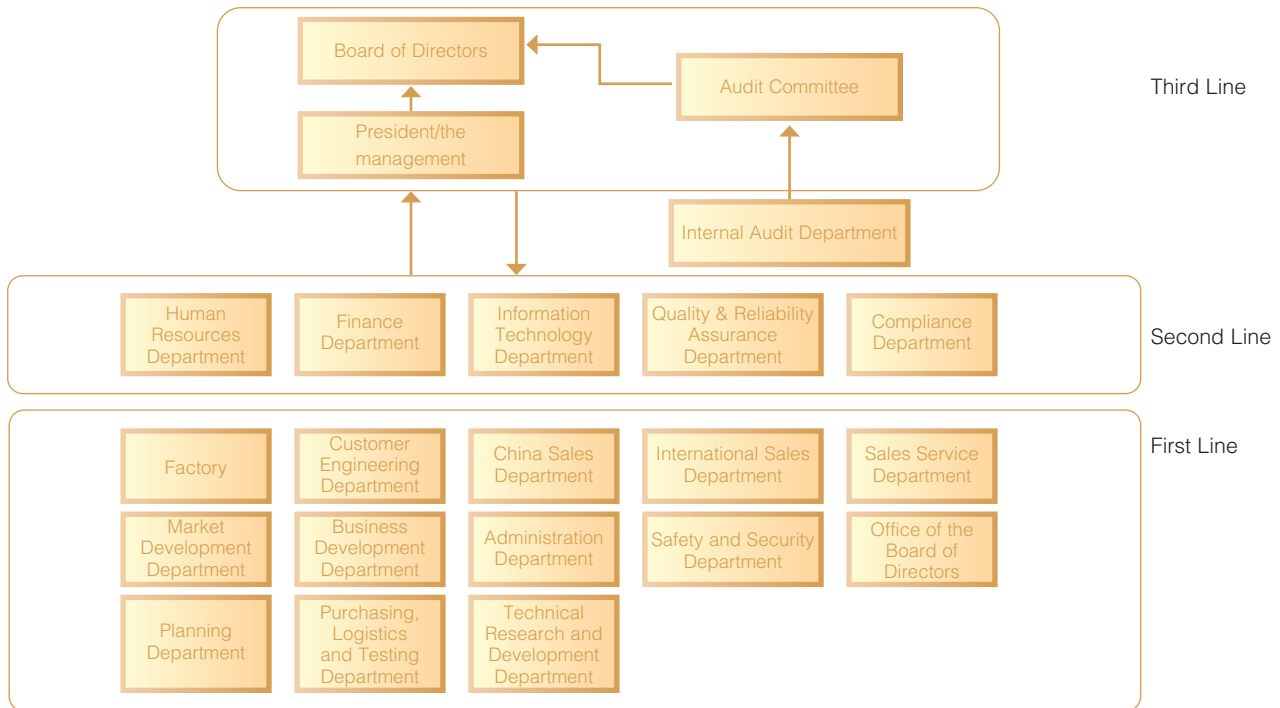 Board of Directors
Audit Committee
Third Line
President/the
management
Internal Audit Department
Human
Resources
Department
Finance
Department
Information
Technology
Department
Quality & Reliability
Assurance
Department
Compliance
Department
Second Line
Factory
Customer
Engineering
Department
China Sales
Department
International Sales
Department
Sales Service
Department
First Line
Market
Development
Department
Business
Development
Department
Administration
Department
Safety and Security
Department
Office of the
Board of
Directors
Planning
Department
Purchasing,
Logistics
and Testing
Department
Technical
Research and
Development
Department